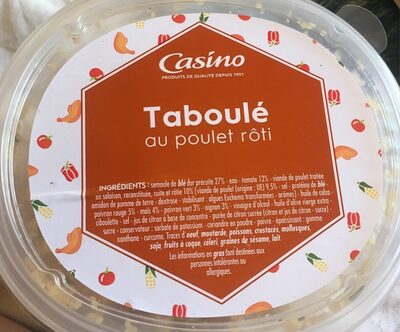 Casino
PRODUITS DE QUALITÉ DEPUIS 1901
Taboulé
au poulet rôti
INGRÉDIENTS : semoule de blé dur précuite 27% - eau - tomate 12% - viande de poulet traitée
en salaison, reconstituée, cuite et rôtie 10% [viande de poulet (origine : UE) 9,5% - sel - protéines de blé -
amidon de pomme de terre - dextrose - stabilisant : algues Eucheuma transformées - arômes] - huile de colza -
poivron rouge 5% - maïs 4% - poivron vert 3% - oignon 3% - vinaigre d'alcool - huile d'olive vierge extra -
ciboulette - sel - jus de citron à base de concentré - purée de citron sucrée (citron et jus de citron - sucre) -
sucre - conservateur : sorbate de potassium - coriandre en poudre - poivre - épaississant : gomme
xanthane - curcuma. Traces d'oeuf, moutarde, poissons, crustacés, mollusques,
soja, fruits à coque, céleri, graines de sésame, lait.
Les informations en gras sont destinées aux
personnes intolérantes ou
allergiques.